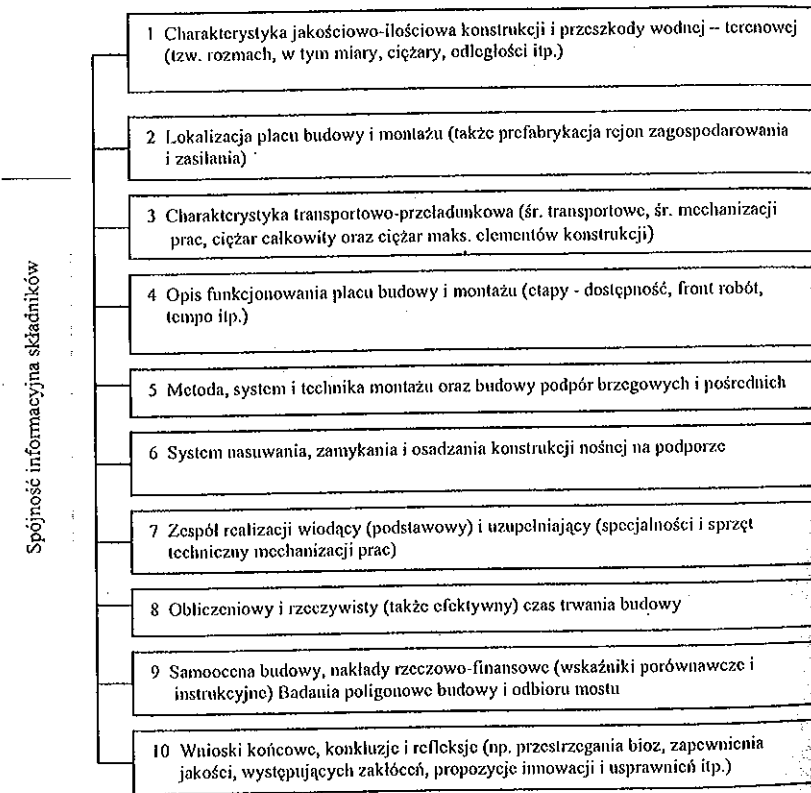 Spójność informacyjna składników
1 Charakterystyka jakościowo-ilościowa konstrukcji i przeszkody wodnej – terenowej
(tzw. rozmach, w tym miary, ciężary, odległości itp.)
2 Lokalizacja placu budowy i montażu (także prefabrykacja rejon zagospodarowania
i zasilania)
3 Charakterystyka transportowo-przeładunkowa (śr. transportowe, śr. mechanizacji
prac, ciężar całkowity oraz ciężar maks. elementów konstrukcji)
4 Opis funkcjonowania placu budowy i montażu (etapy - dostępność, front robót,
tempo itp.)
5 Metoda, system i technika montażu oraz budowy podpór brzegowych i pośrednich
6 System nasuwania, zamykania i osadzania konstrukcji nośnej na podporze
7 Zespół realizacji wiodący (podstawowy) i uzupełniający (specjalności i sprzęt
techniczny mechanizacji prac)
8 Obliczeniowy i rzeczywisty (także efektywny) czas trwania budowy
9 Samoocena budowy, nakłady rzeczowo-finansowe (wskaźniki porównawcze i
instrukcyjne) Badania poligonowe budowy i odbioru mostu
10 Wnioski końcowe, konkluzje i refleksje (np. przestrzegania bioz, zapewnienia
jakości, występujących zakłóceń, propozycje innowacji i usprawnień itp.)